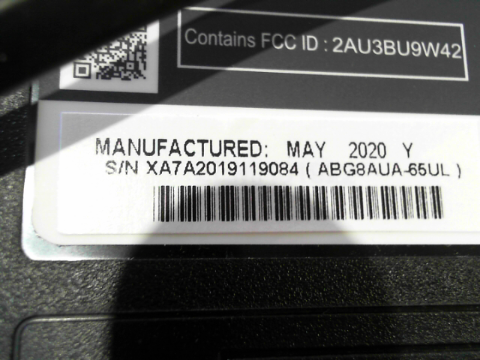 Contains FCC ID : 2AU3BU9W42
MANUFACTURED: MAY 2020 Y
S/N XA7A2019119084 ( ABG8AUA-65UL )